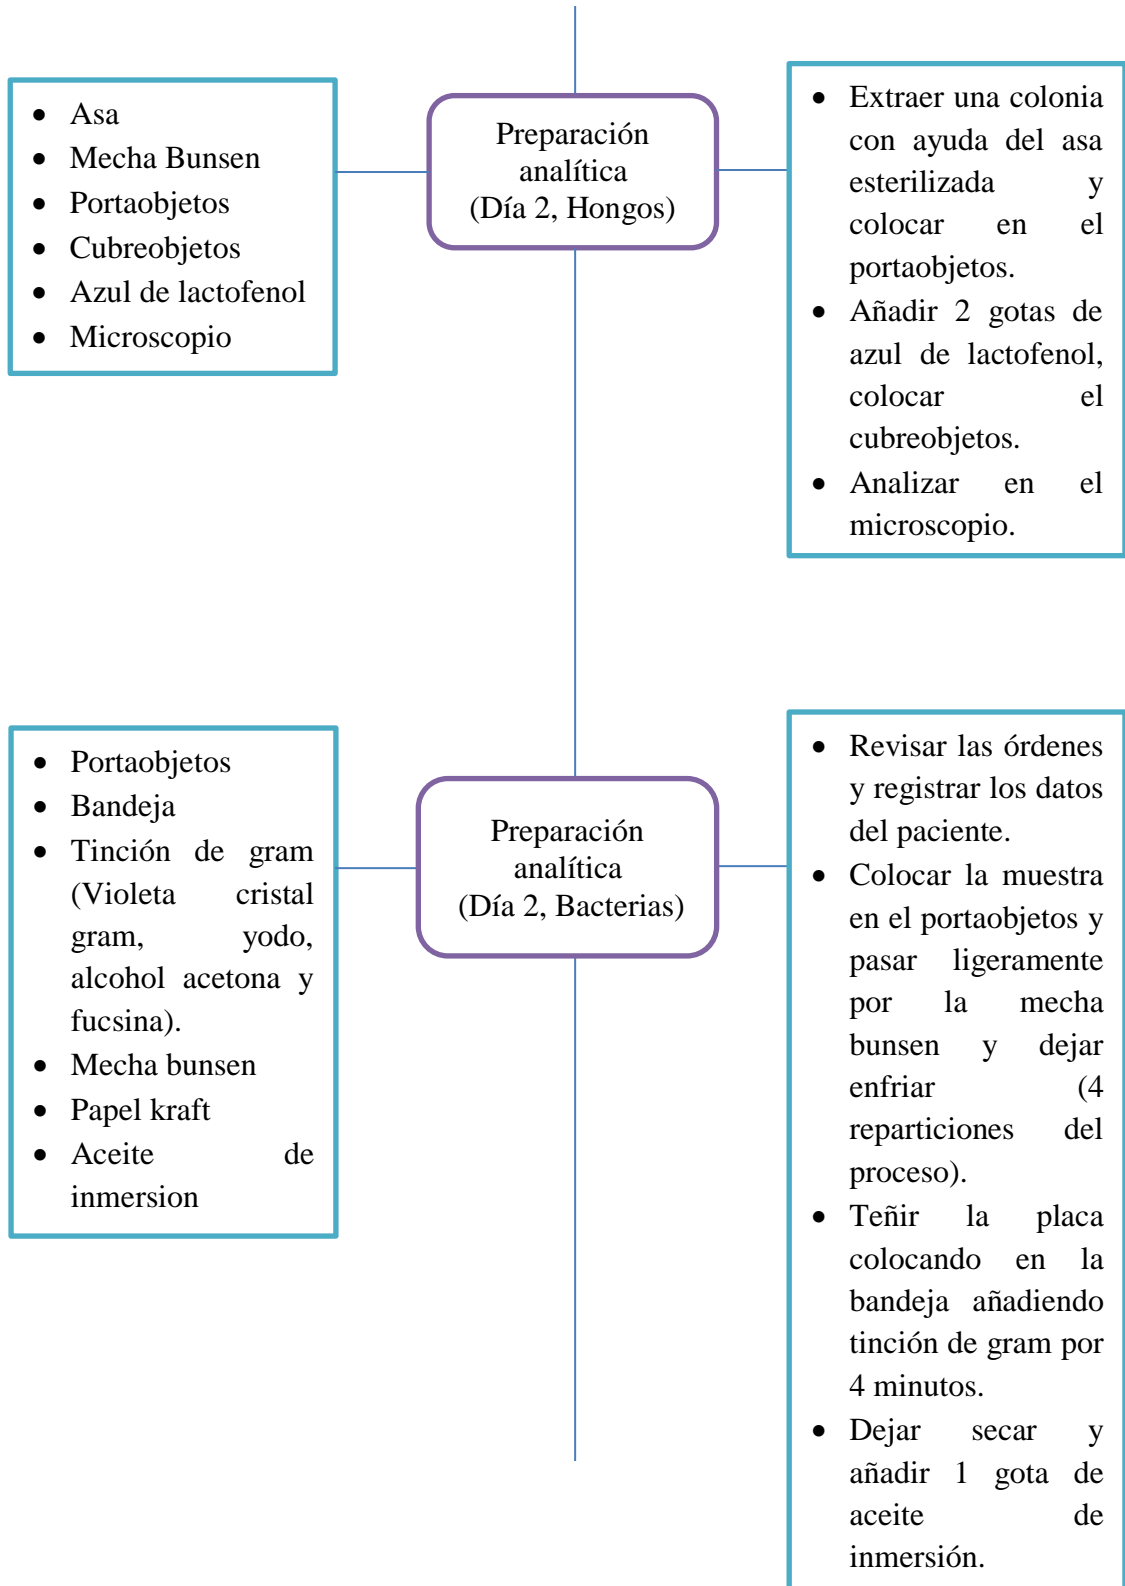 • Asa
• Mecha Bunsen
• Portaobjetos
• Cubreobjetos
• Azul de lactofenol
• Microscopio
Preparación
analítica
(Día 2, Hongos)
• Extraer una colonia
con ayuda del asa
esterilizada y
colocar en el
portaobjetos.
• Añadir 2 gotas de
azul de lactofenol,
colocar el
cubreobjetos.
• Analizar en el
microscopio.
• Portaobjetos
• Bandeja
• Tinción de gram
(Violeta cristal
gram, yodo,
alcohol acetona y
fucsina).
• Mecha bunsen
• Papel kraft
• Aceite de
inmersion
Preparación
analítica
(Día 2, Bacterias)
• Revisar las órdenes
y registrar los datos
del paciente.
• Colocar la muestra
en el portaobjetos y
pasar ligeramente
por la mecha
bunsen y dejar
enfriar (4
reparticiones del
proceso).
• Teñir la placa
colocando en la
bandeja añadiendo
tinción de gram por
4 minutos.
• Dejar secar y
añadir 1 gota de
aceite de
inmersión.